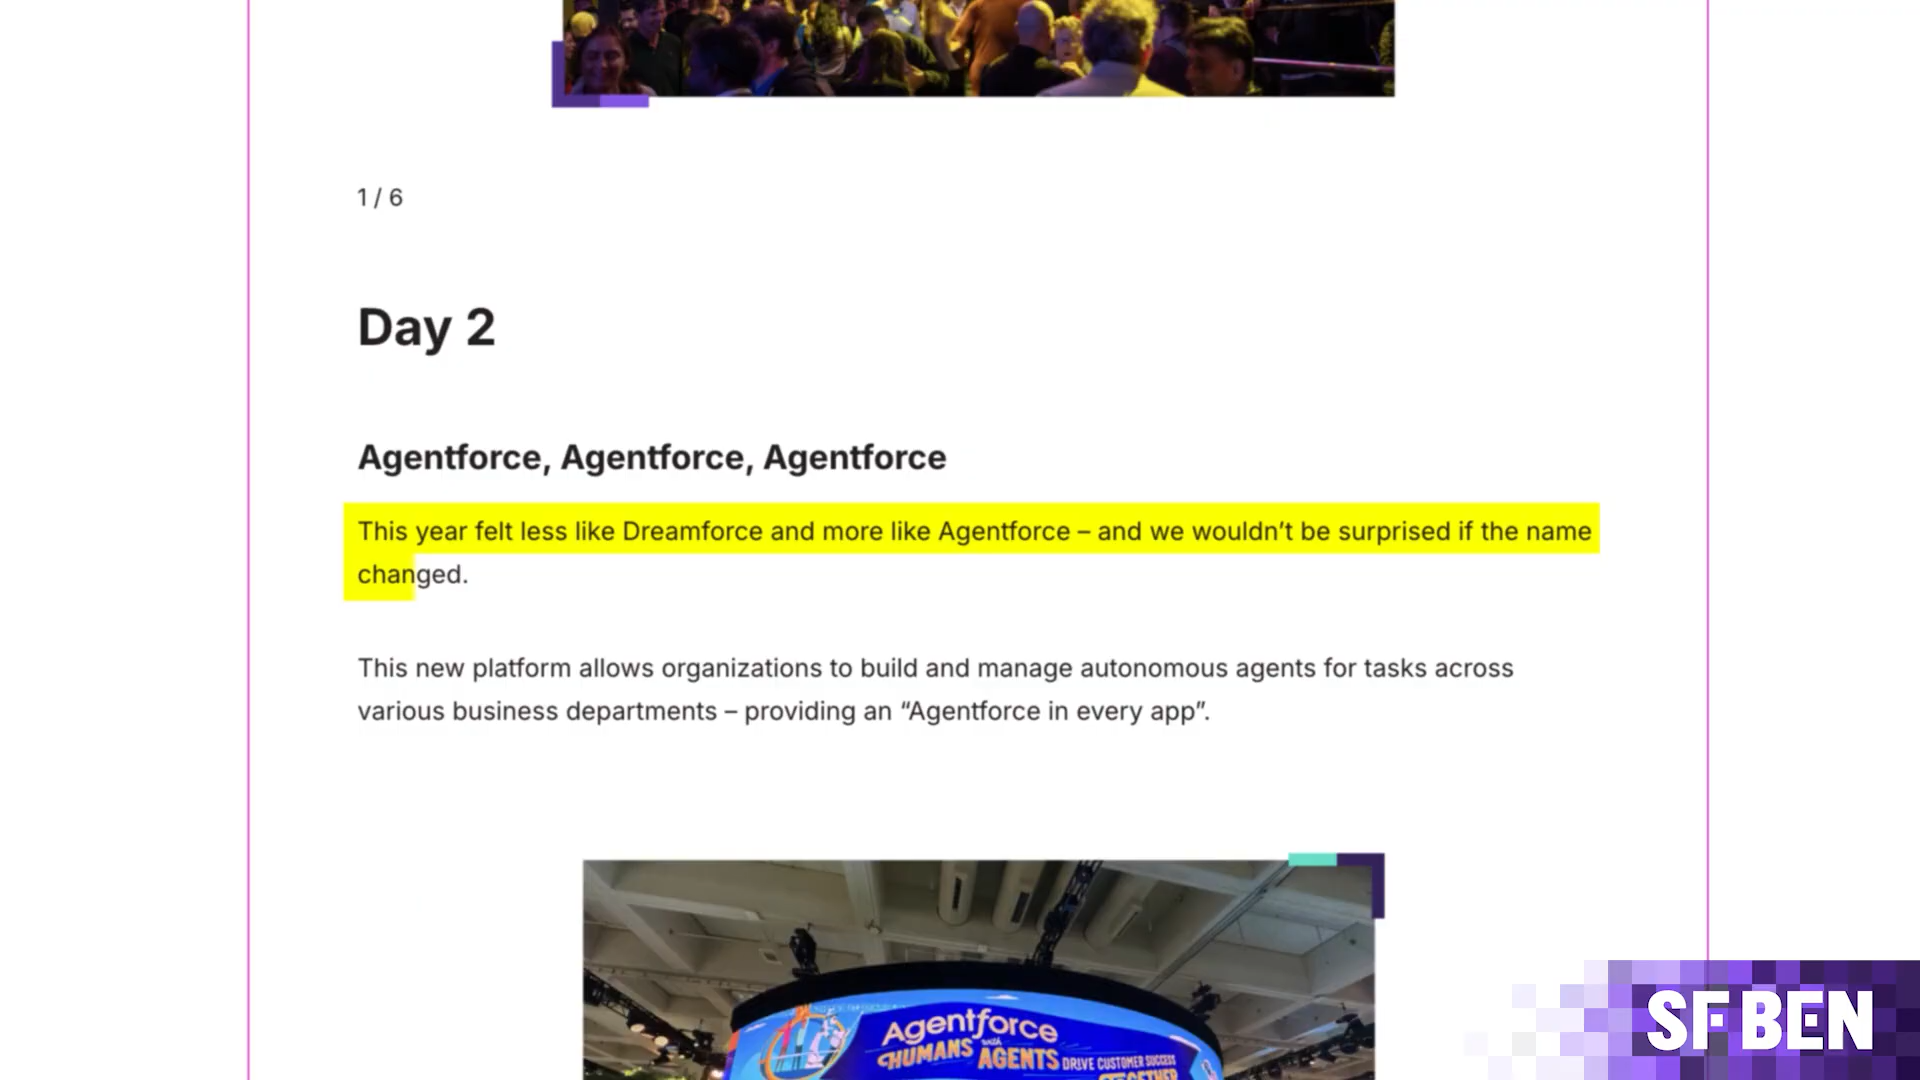 1 / 6
Day 2
Agentforce, Agentforce, Agentforce
This year felt less like Dreamforce and more like Agentforce – and we wouldn’t be surprised if the name
changed.
This new platform allows organizations to build and manage autonomous agents for tasks across
various business departments – providing an “Agentforce in every app”.
Agentforce
HUMANS with AGENTS DRIVE CUSTOMER SUCCESS
TOGETHER
SF BEN